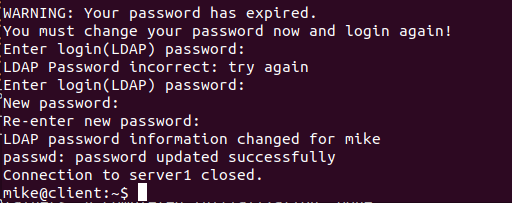 WARNING: Your password has expired.
You must change your password now and login again!
Enter login(LDAP) password:
LDAP Password incorrect: try again
Enter login(LDAP) password:
New password:
Re-enter new password:
LDAP password information changed for mike
passwd: password updated successfully
Connection to server1 closed.
mike@client:~$